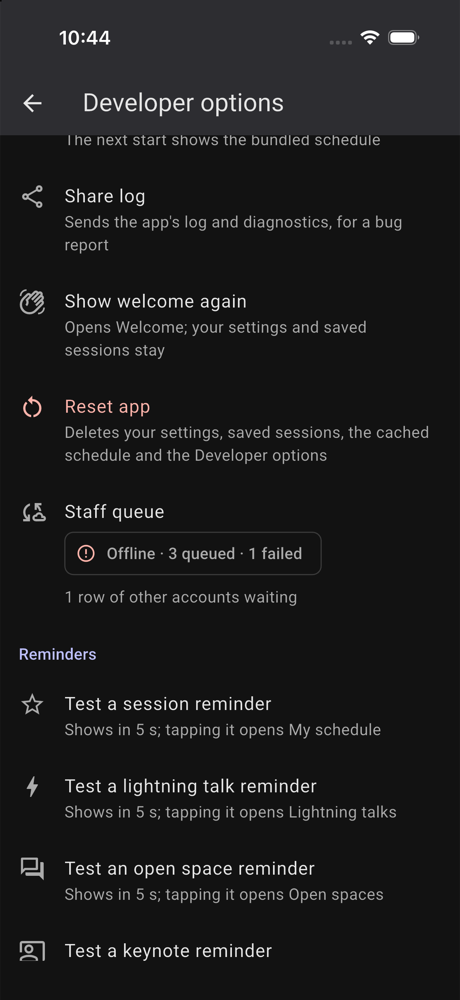 10:44
Developer options
The next start shows the bundled schedule
Share log
Sends the app's log and diagnostics, for a bug
report
Show welcome again
Opens Welcome; your settings and saved
sessions stay
Reset app
Deletes your settings, saved sessions, the cached
schedule and the Developer options
Staff queue
Offline · 3 queued · 1 failed
1 row of other accounts waiting
Reminders
Test a session reminder
Shows in 5 s; tapping it opens My schedule
Test a lightning talk reminder
Shows in 5 s; tapping it opens Lightning talks
Test an open space reminder
Shows in 5 s; tapping it opens Open spaces
Test a keynote reminder